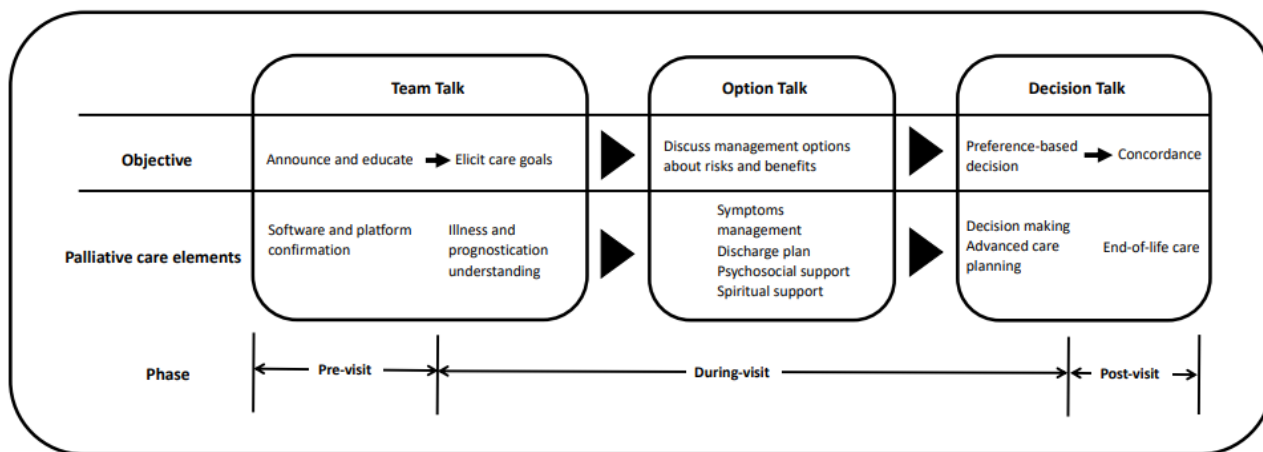 Team Talk
Option Talk
Decision Talk
Objective
Announce and educate
Elicit care goals
Discuss management options
about risks and benefits
Preference-based
decision
Concordance
Palliative care elements
Software and platform
confirmation
Illness and
prognostication
understanding
Symptoms
management
Discharge plan
Psychosocial support
Spiritual support
Decision making
Advanced care
planning
End-of-life care
Phase
Pre-visit
During-visit
Post-visit